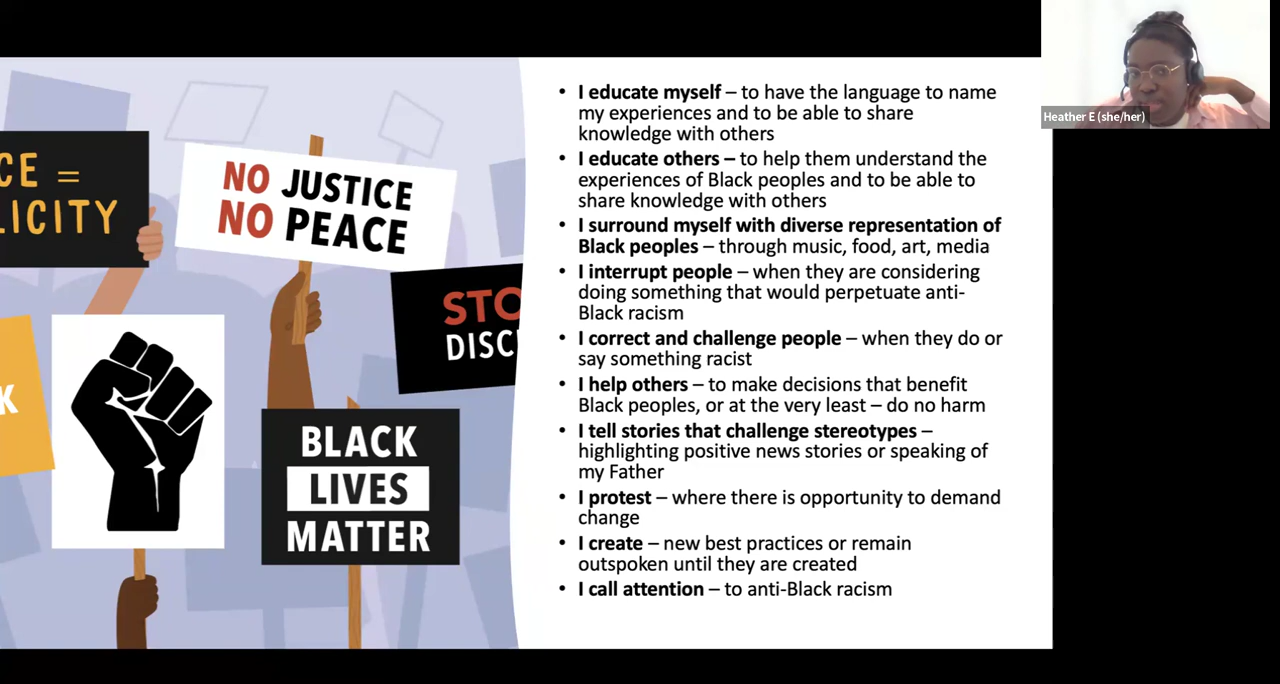 CE =
LICITY
NO JUSTICE
NO PEACE
STO
DISC
K
BLACK
LIVES
MATTER
• I educate myself – to have the language to name
my experiences and to be able to share
knowledge with others
• I educate others – to help them understand the
experiences of Black peoples and to be able to
share knowledge with others
• I surround myself with diverse representation of
Black peoples – through music, food, art, media
• I interrupt people – when they are considering
doing something that would perpetuate anti-
Black racism
• I correct and challenge people – when they do or
say something racist
• I help others – to make decisions that benefit
Black peoples, or at the very least – do no harm
• I tell stories that challenge stereotypes –
highlighting positive news stories or speaking of
my Father
• I protest – where there is opportunity to demand
change
• I create – new best practices or remain
outspoken until they are created
• I call attention – to anti-Black racism
Heather E (she/her)